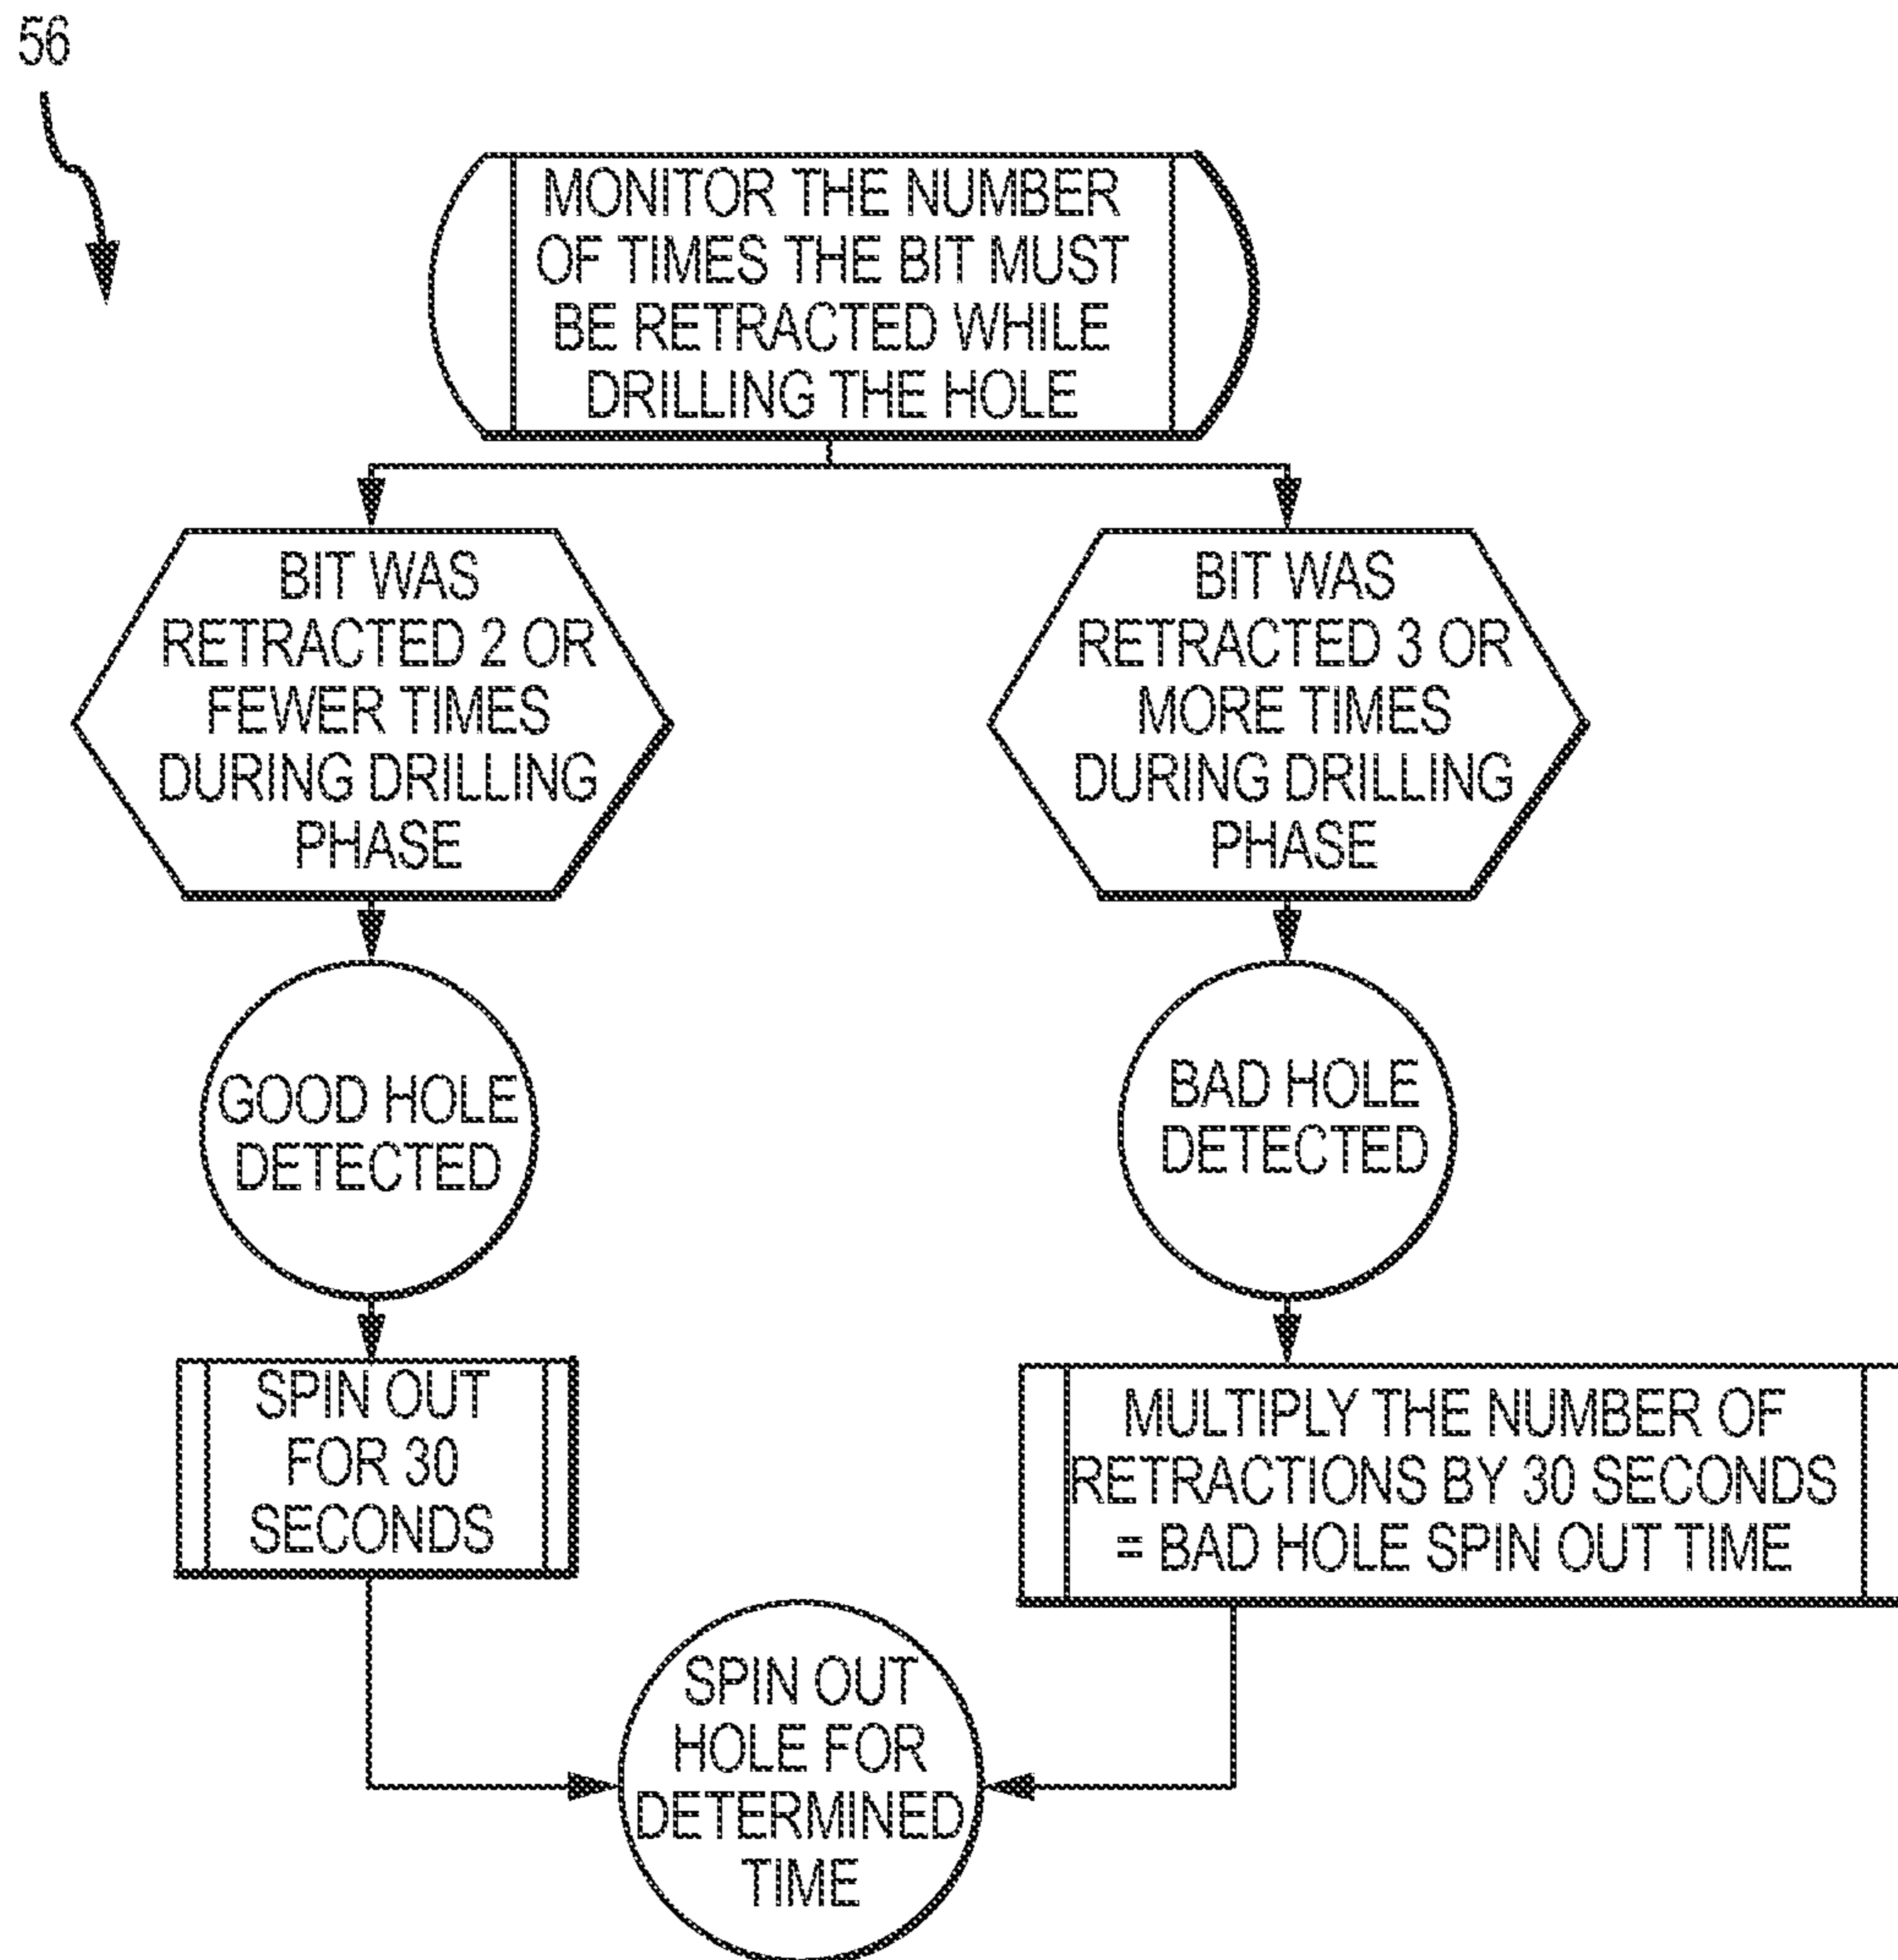 56
MONITOR THE NUMBER
OF TIMES THE BIT MUST
BE RETRACTED WHILE
DRILLING THE HOLE
BIT WAS
RETRACTED 2 OR
FEWER TIMES
DURING DRILLING
PHASE
BIT WAS
RETRACTED 3 OR
MORE TIMES
DURING DRILLING
PHASE
GOOD HOLE
DETECTED
BAD HOLE
DETECTED
SPIN OUT
FOR 30
SECONDS
MULTIPLY THE NUMBER OF
RETRACTIONS BY 30 SECONDS
= BAD HOLE SPIN OUT TIME
SPIN OUT
HOLE FOR
DETERMINED
TIME